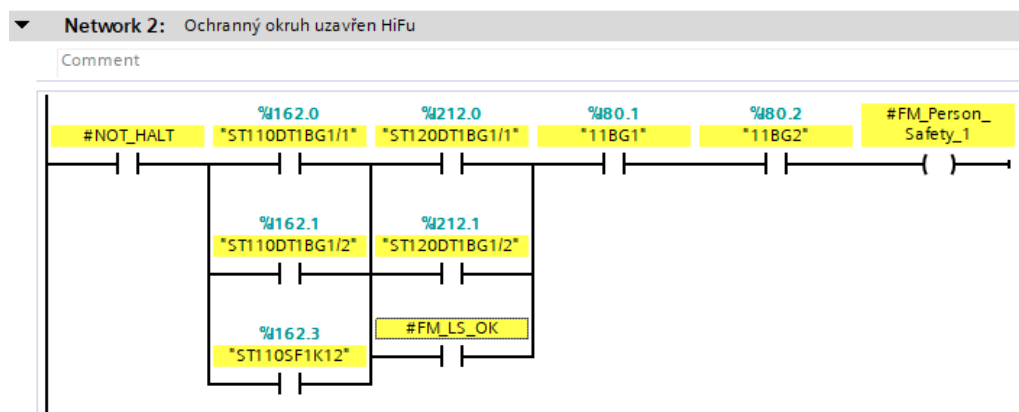 Network 2: Ochranný okruh uzavřen HiFu
Comment
%I162.0 %I212.0 %I80.1 %I80.2 #FM_Person_
#NOT_HALT "ST110DT1BG1/1" "ST120DT1BG1/1" "11BG1" "11BG2" Safety_1
%I162.1 %I212.1
"ST110DT1BG1/2" "ST120DT1BG1/2"
%I162.3 #FM_LS_OK
"ST110SF1K12"